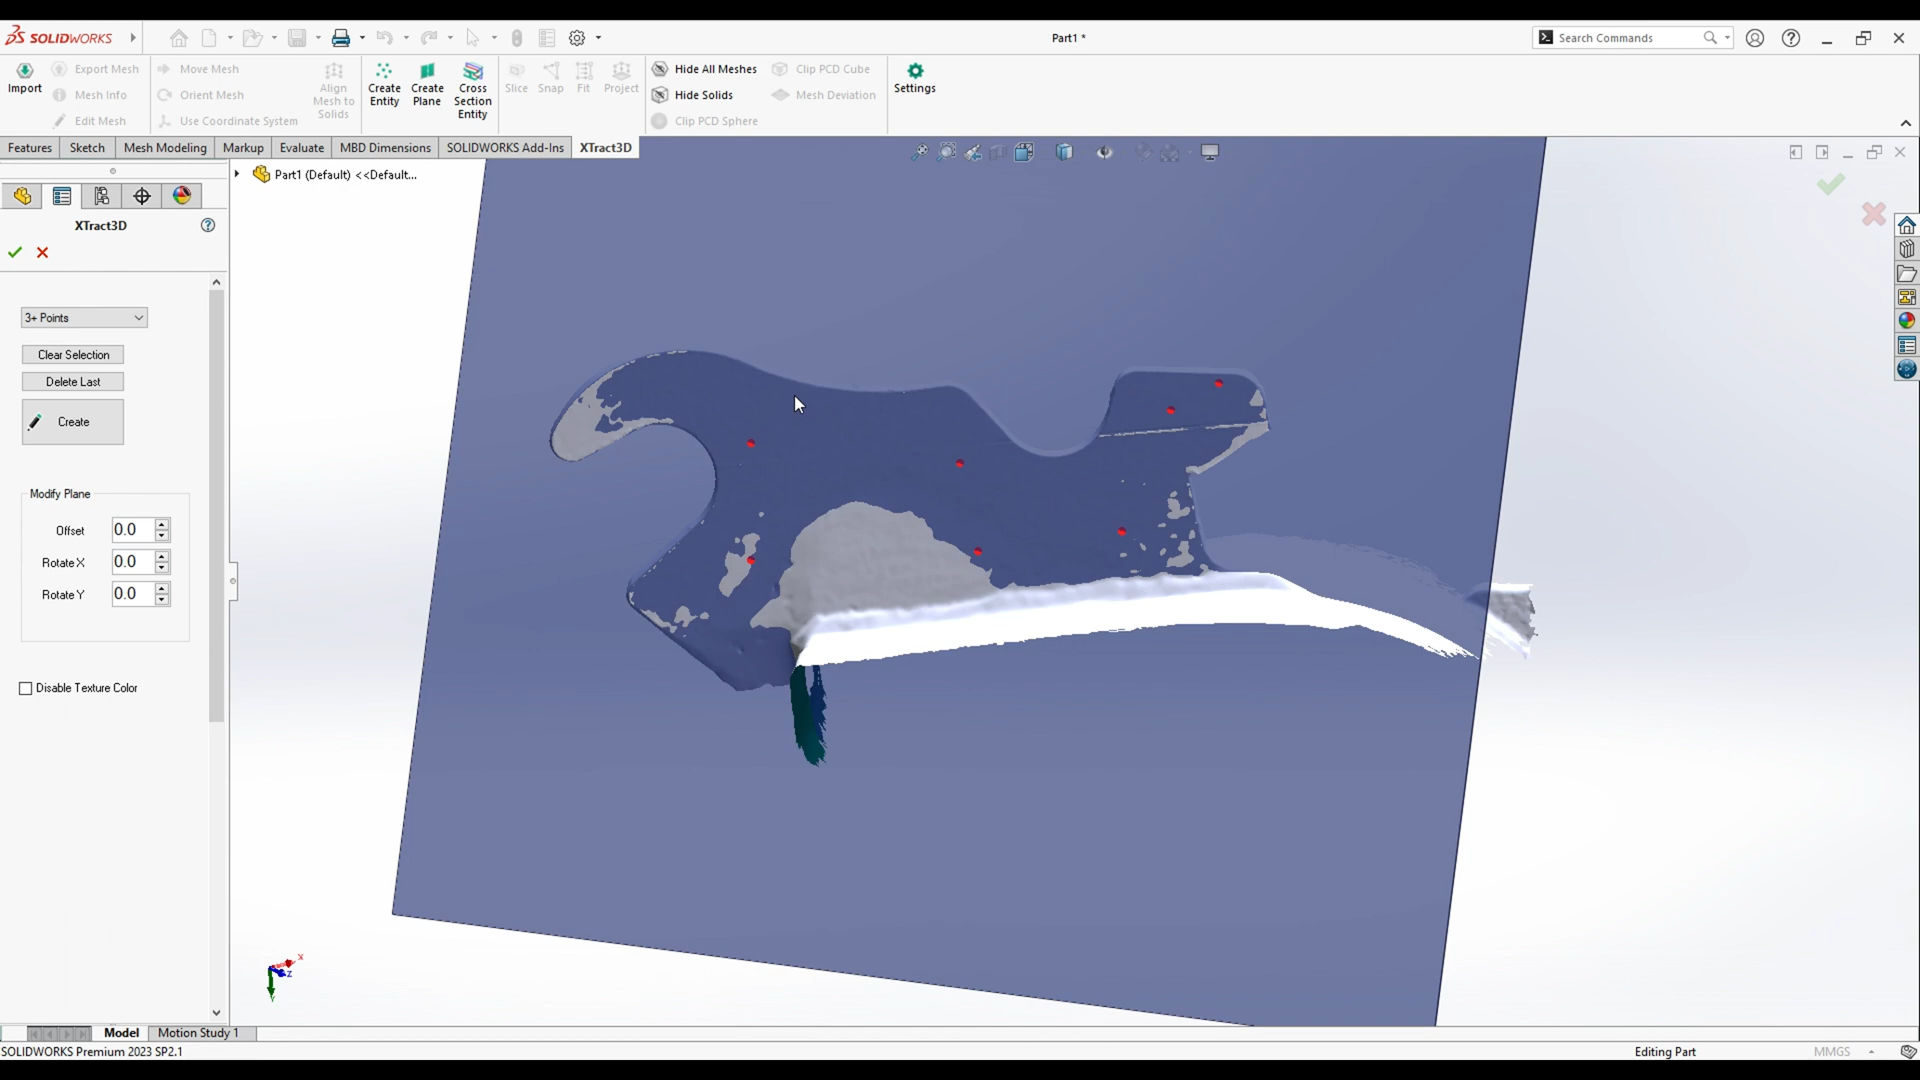 SOLIDWORKS
Part1 *
Search Commands
Import
Export Mesh
Mesh Info
Edit Mesh
Move Mesh
Orient Mesh
Use Coordinate System
Align
Mesh to
Solids
Create
Entity
Create
Plane
Cross
Section
Entity
Slice
Snap
Fit
Project
Hide All Meshes
Hide Solids
Clip PCD Sphere
Clip PCD Cube
Mesh Deviation
Settings
Features
Sketch
Mesh Modeling
Markup
Evaluate
MBD Dimensions
SOLIDWORKS Add-Ins
XTract3D
Part1 (Default) <<Default...
XTract3D
3+ Points
Clear Selection
Delete Last
Create
Modify Plane
Offset 0.0
Rotate X 0.0
Rotate Y 0.0
Disable Texture Color
X
Z
Y
Model
Motion Study 1
SOLIDWORKS Premium 2023 SP2.1
Editing Part
MMGS